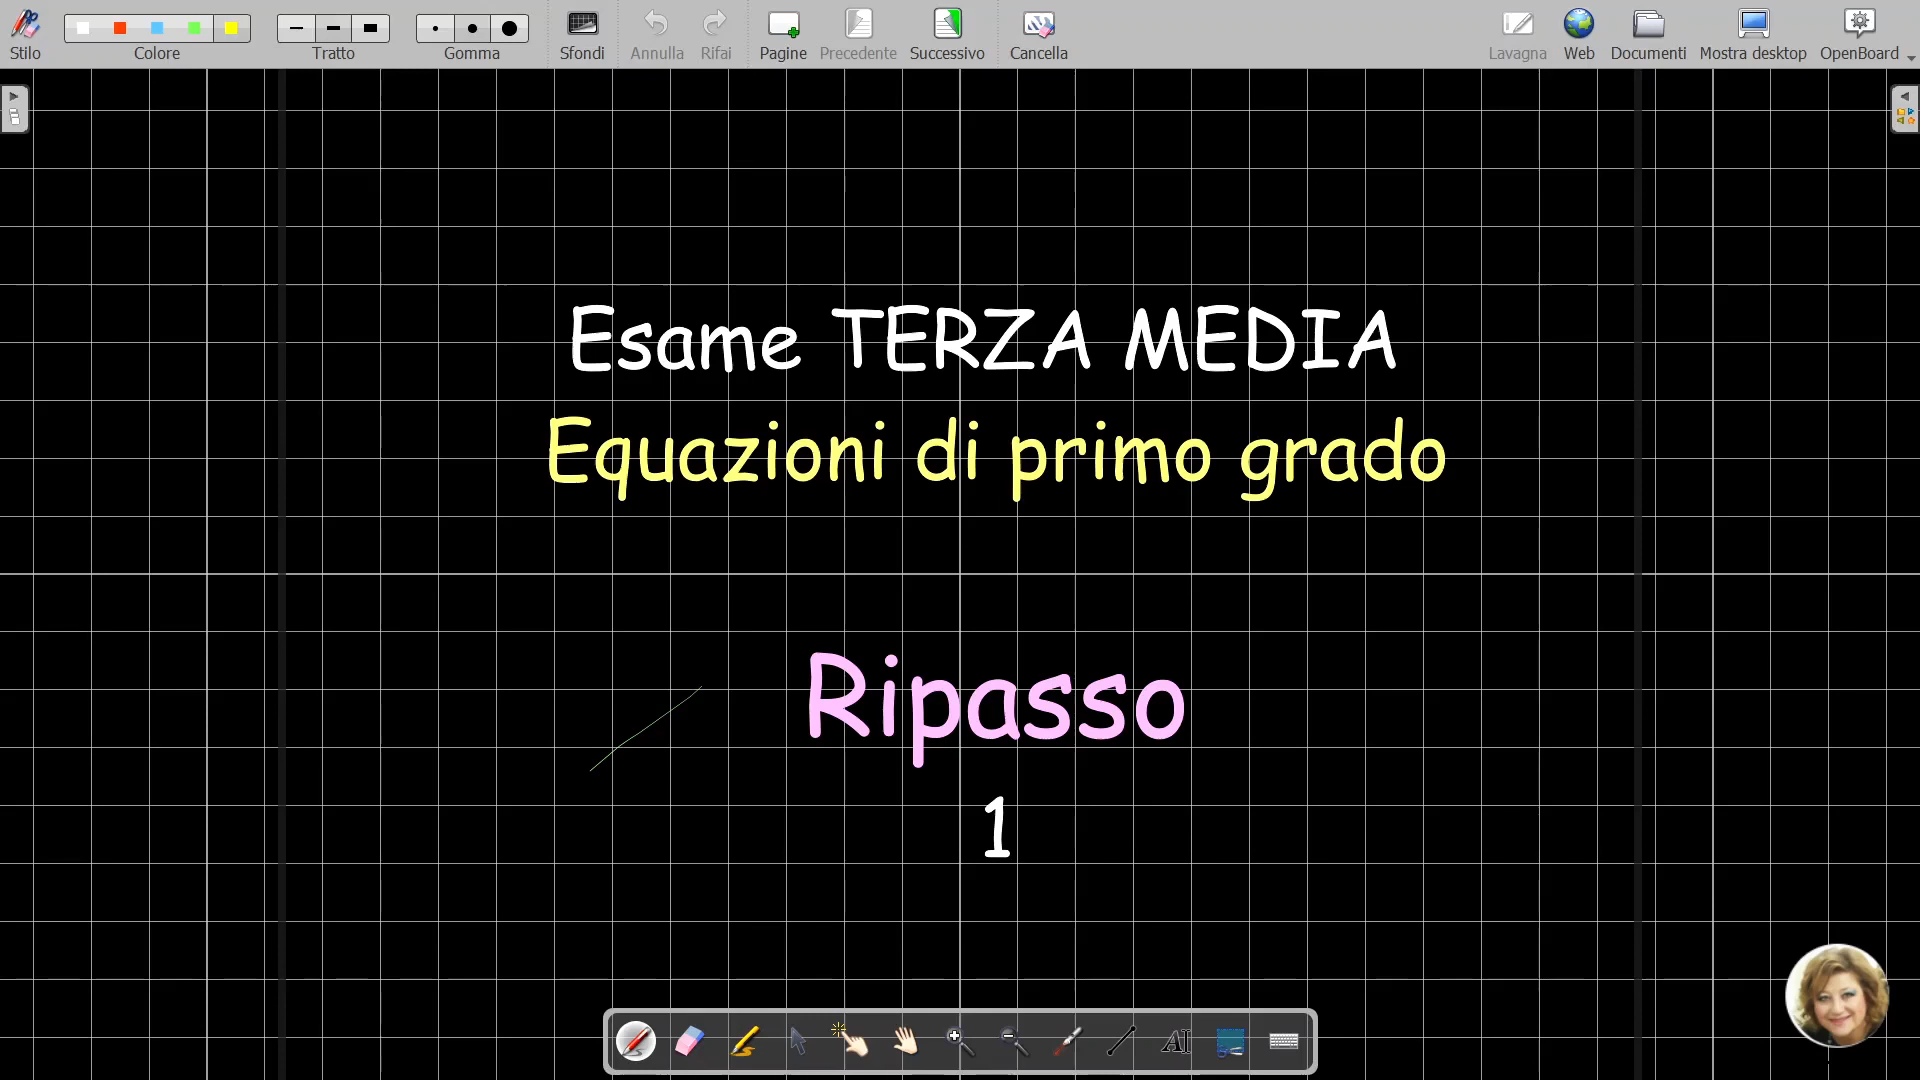 Stilo
Colore
Tratto
Gomma
Sfondi
Annulla
Rifai
Pagine
Precedente
Successivo
Cancella
Lavagna
Web
Documenti
Mostra desktop
OpenBoard
Esame TERZA MEDIA
Equazioni di primo grado
Ripasso
1
AI